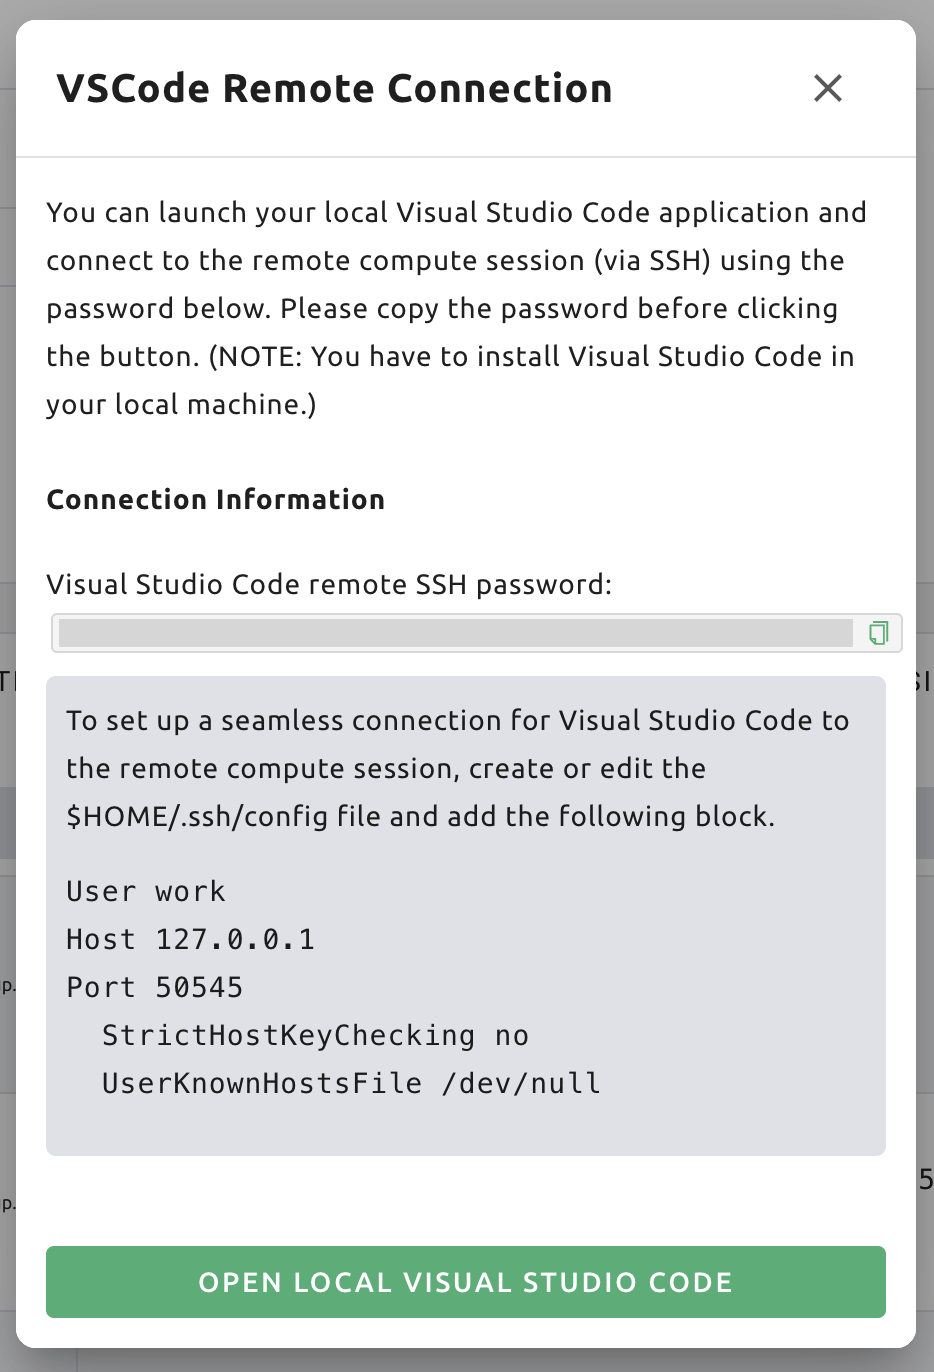 VSCode Remote Connection
You can launch your local Visual Studio Code application and
connect to the remote compute session (via SSH) using the
password below. Please copy the password before clicking
the button. (NOTE: You have to install Visual Studio Code in
your local machine.)
Connection Information
Visual Studio Code remote SSH password:
To set up a seamless connection for Visual Studio Code to
the remote compute session, create or edit the
$HOME/.ssh/config file and add the following block.
User work
Host 127.0.0.1
Port 50545
  StrictHostKeyChecking no
  UserKnownHostsFile /dev/null
OPEN LOCAL VISUAL STUDIO CODE